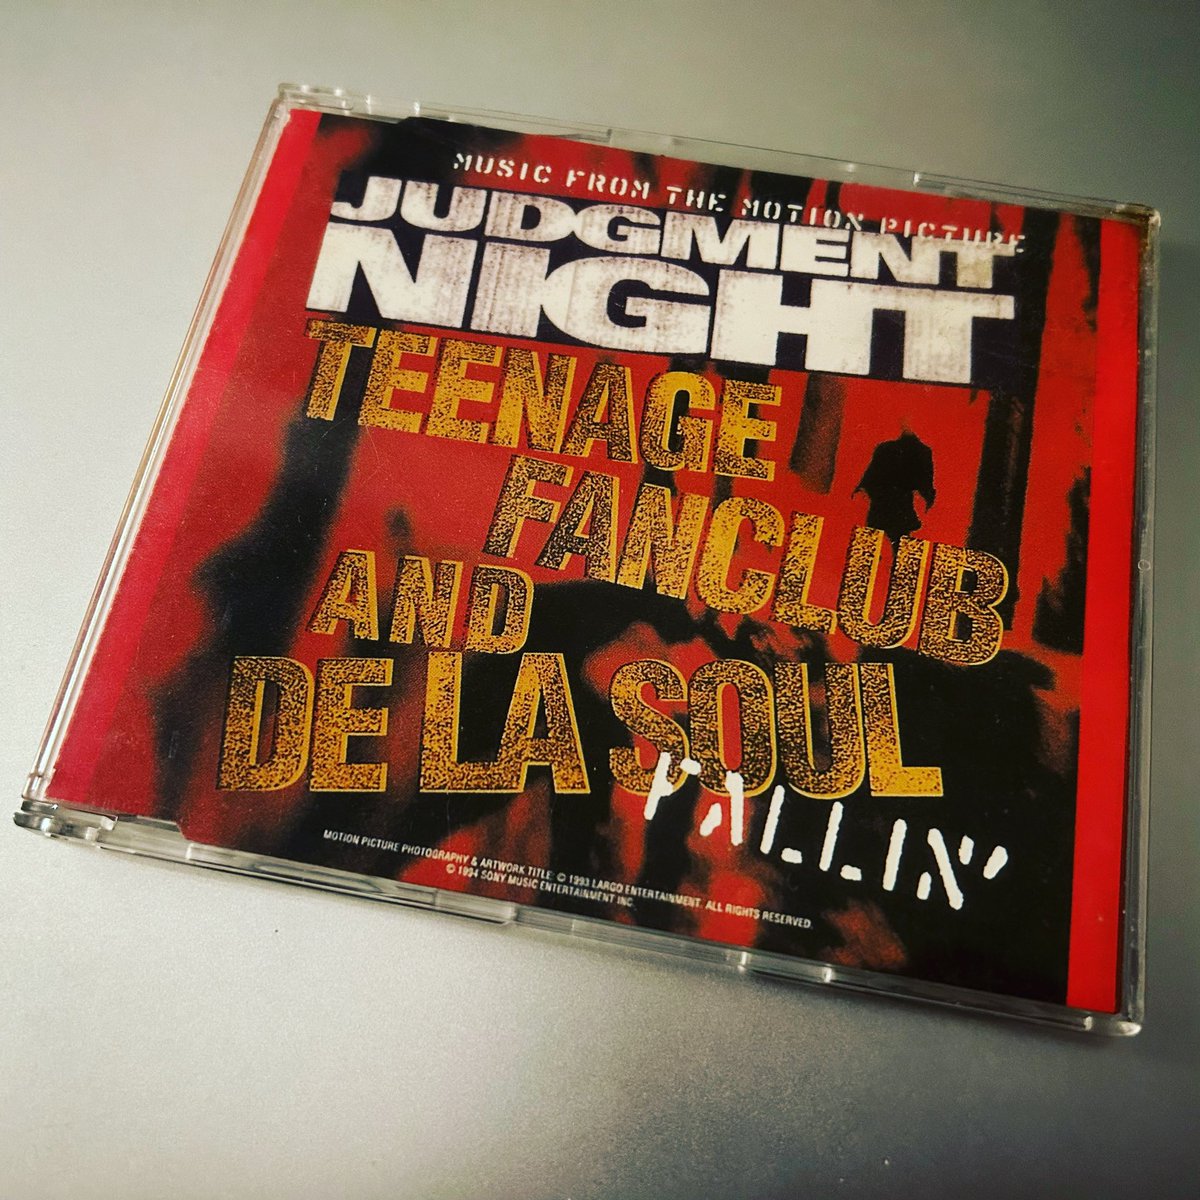 MUSIC FROM THE MOTION PICTURE
JUDGMENT
NIGHT
TEENAGE
FANCLUB
AND
DE LA SOUL
FALLIN'
MOTION PICTURE PHOTOGRAPHY & ARTWORK TITLE: © 1993 LARGO ENTERTAINMENT. ALL RIGHTS RESERVED.
© 1994 SONY MUSIC ENTERTAINMENT INC.